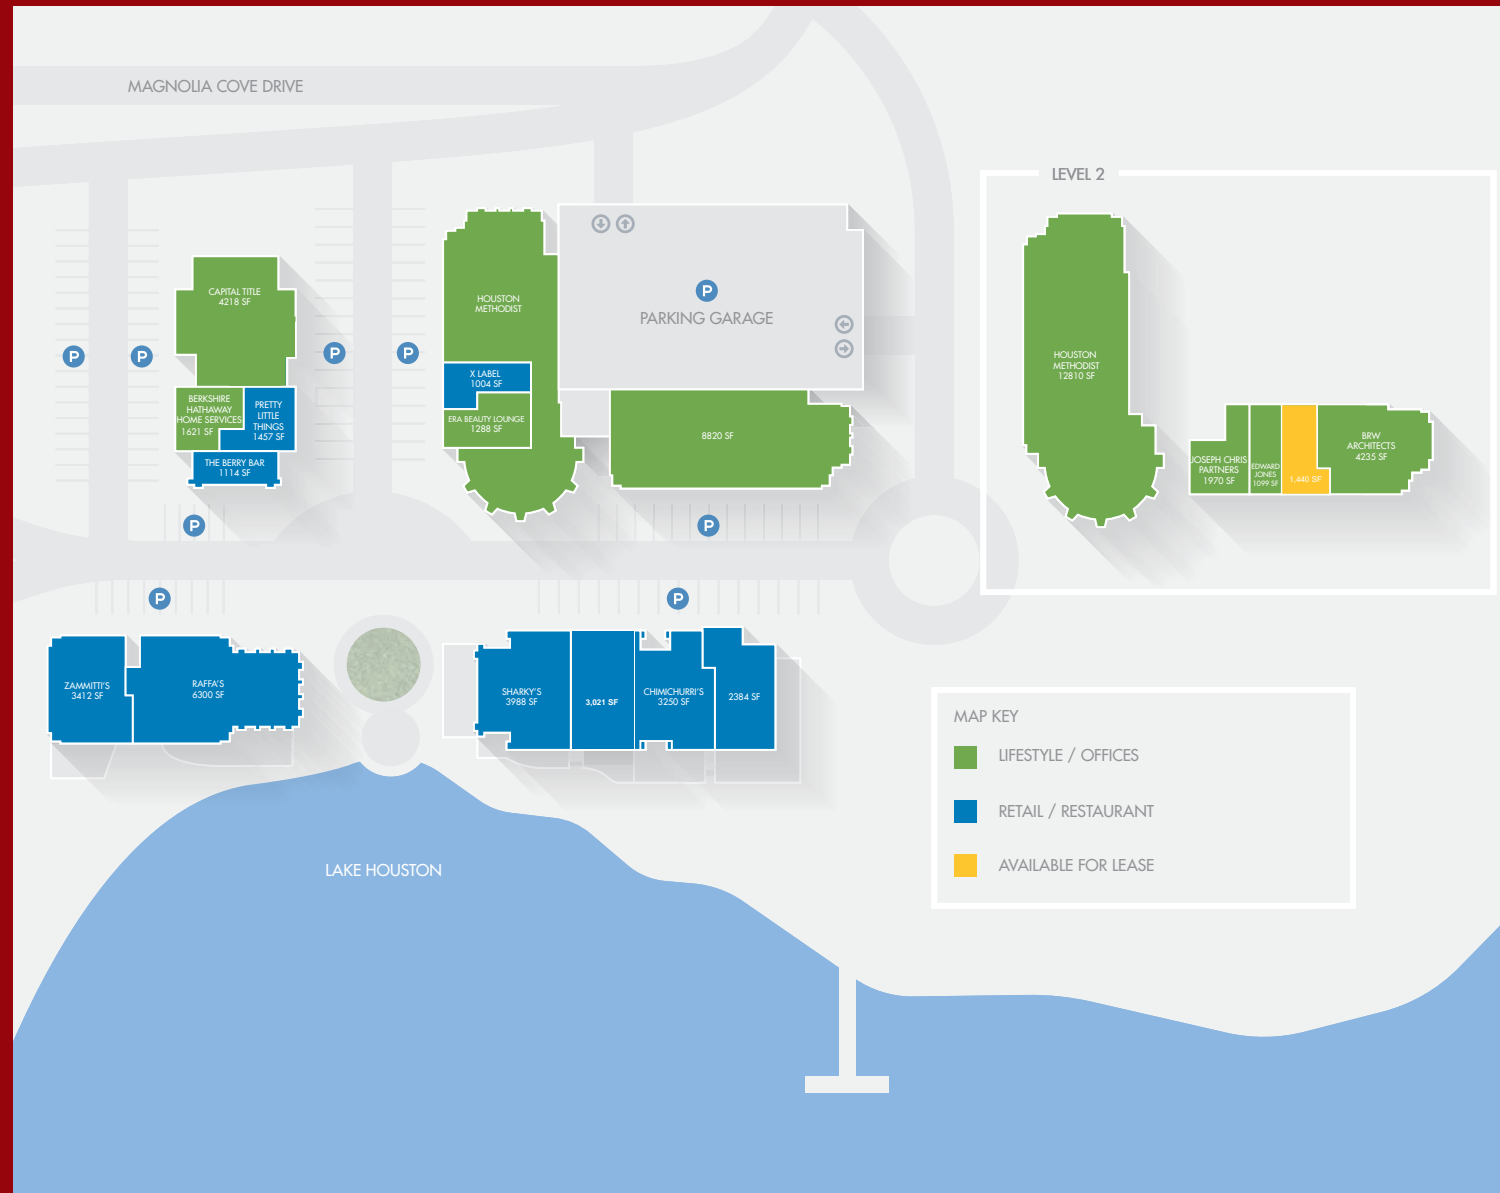 MAGNOLIA COVE DRIVE
LEVEL 2
CAPITAL TITLE
4218 SF
BERKSHIRE
HATHAWAY
HOME SERVICES
1621 SF
PRETTY
LITTLE
THINGS
1457 SF
THE BERRY BAR
1114 SF
P
P
P
P
HOUSTON
METHODIST
X LABEL
1004 SF
ERA BEAUTY LOUNGE
1288 SF
P
PARKING GARAGE
8820 SF
HOUSTON
METHODIST
12810 SF
JOSEPH CHRIS
PARTNERS
1970 SF
EDWARD
JONES
1099 SF
1,440 SF
BRW
ARCHITECTS
4235 SF
P
P
P
P
ZAMMITTI'S
3412 SF
RAFFA'S
6300 SF
SHARKY'S
3988 SF
3,021 SF
CHIMICHURRI'S
3250 SF
2384 SF
MAP KEY
LIFESTYLE / OFFICES
RETAIL / RESTAURANT
AVAILABLE FOR LEASE
LAKE HOUSTON